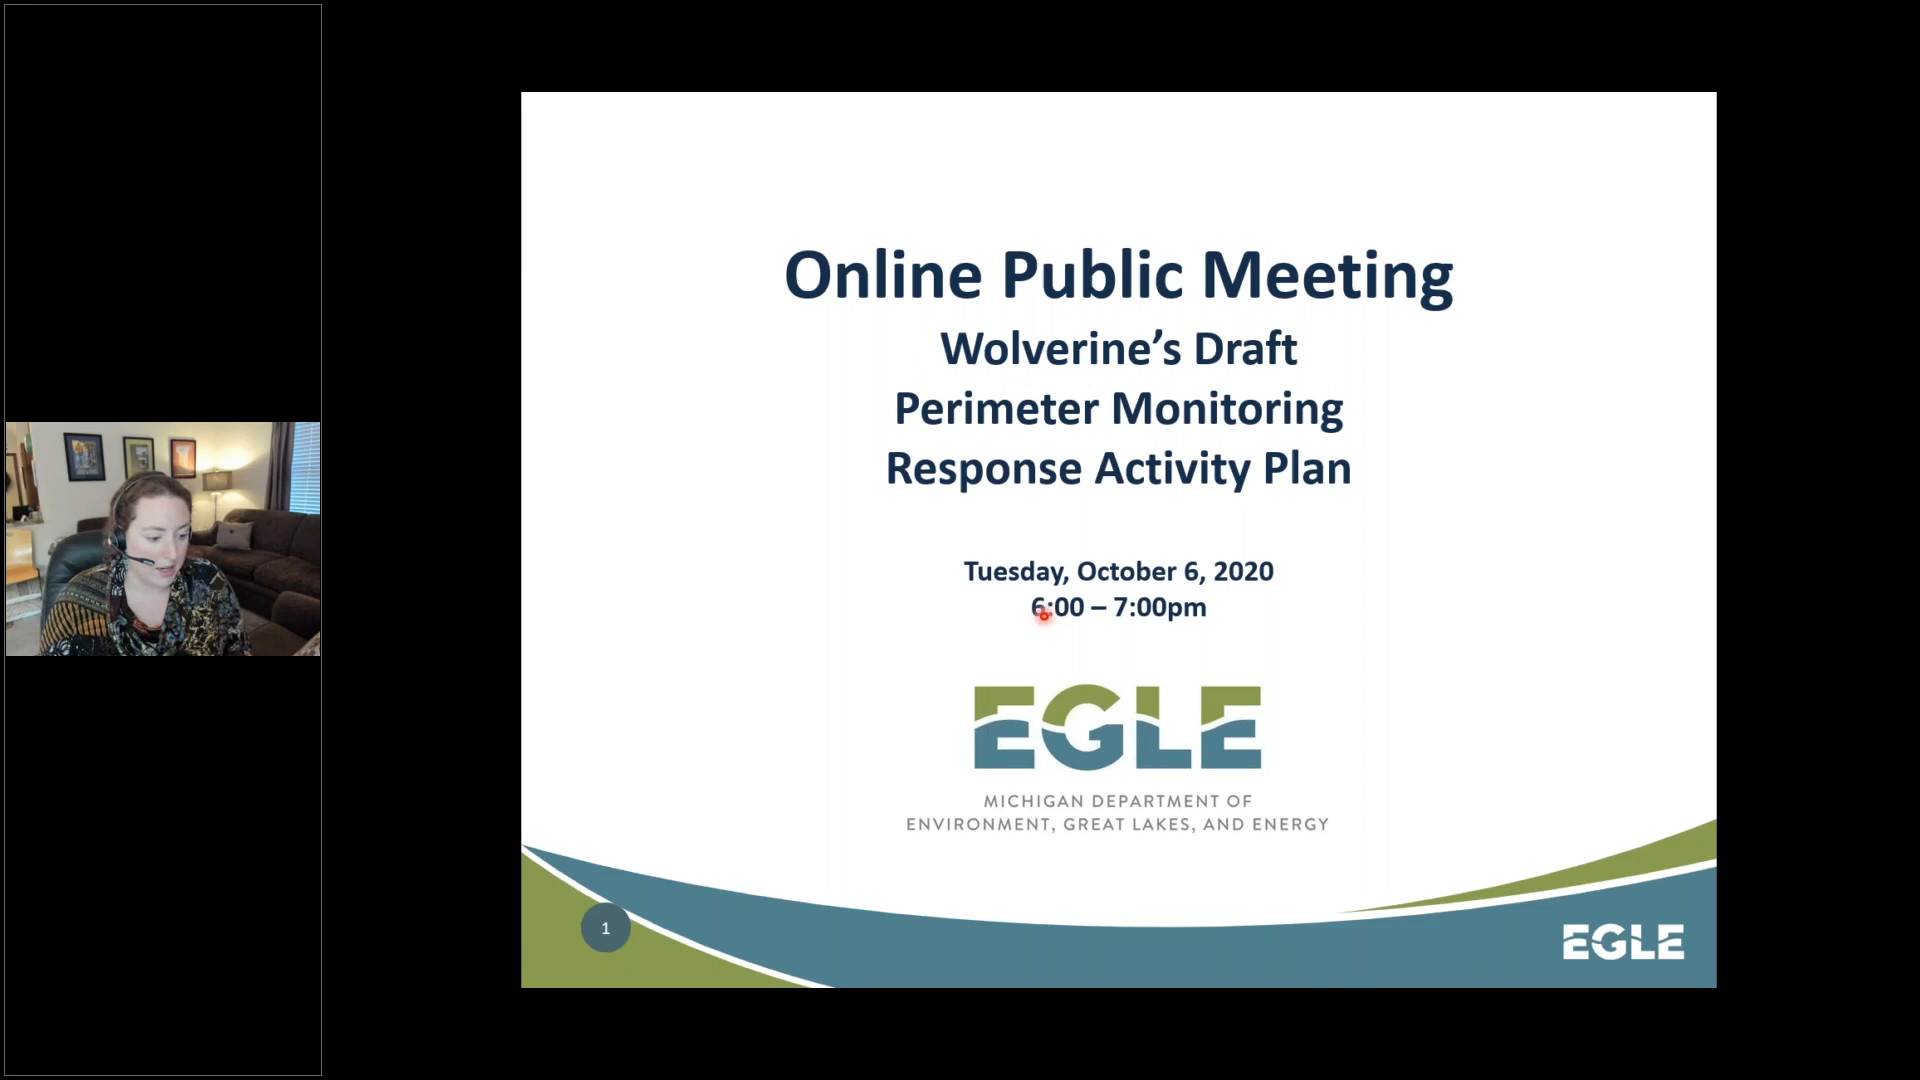 Online Public Meeting
Wolverine’s Draft
Perimeter Monitoring
Response Activity Plan
Tuesday, October 6, 2020
6:00 – 7:00pm
EGLE
MICHIGAN DEPARTMENT OF
ENVIRONMENT, GREAT LAKES, AND ENERGY
1
EGLE